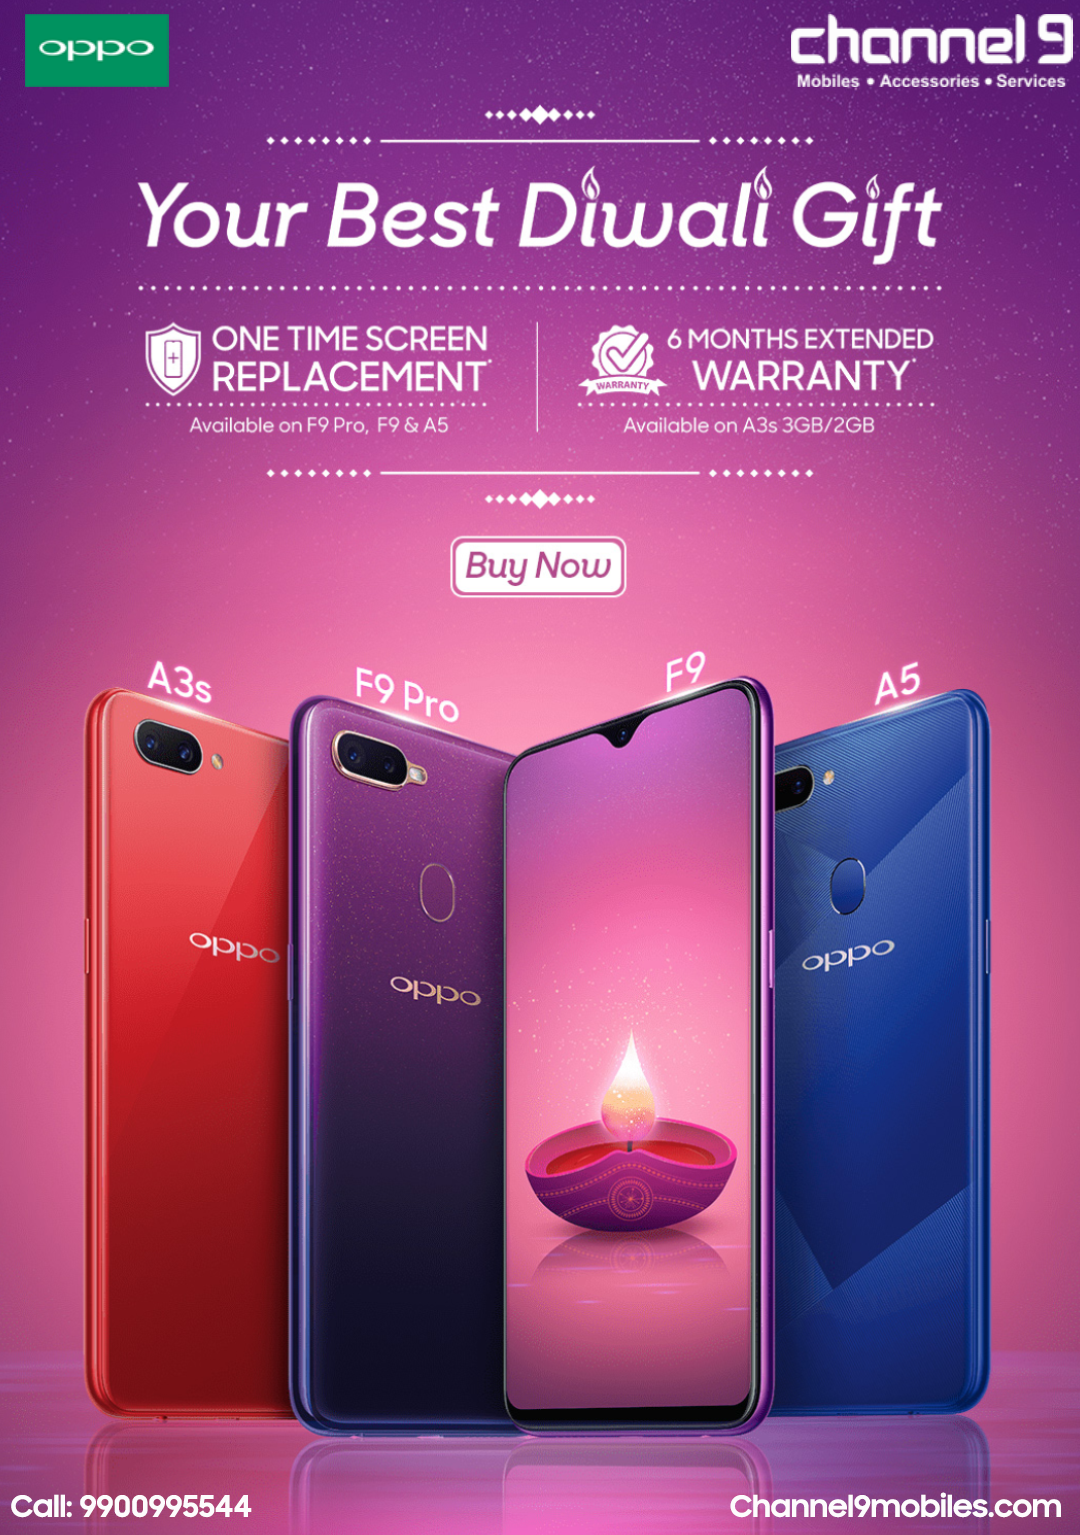 oppo
channel 9
Mobiles • Accessories • Services
Your Best Diwali Gift
ONE TIME SCREEN
REPLACEMENT*
Available on F9 Pro, F9 & A5
6 MONTHS EXTENDED
WARRANTY*
WARRANTY
Available on A3s 3GB/2GB
Buy Now
A3s
F9 Pro
F9
A5
oppo
oppo
oppo
Call: 9900995544
Channel9mobiles.com